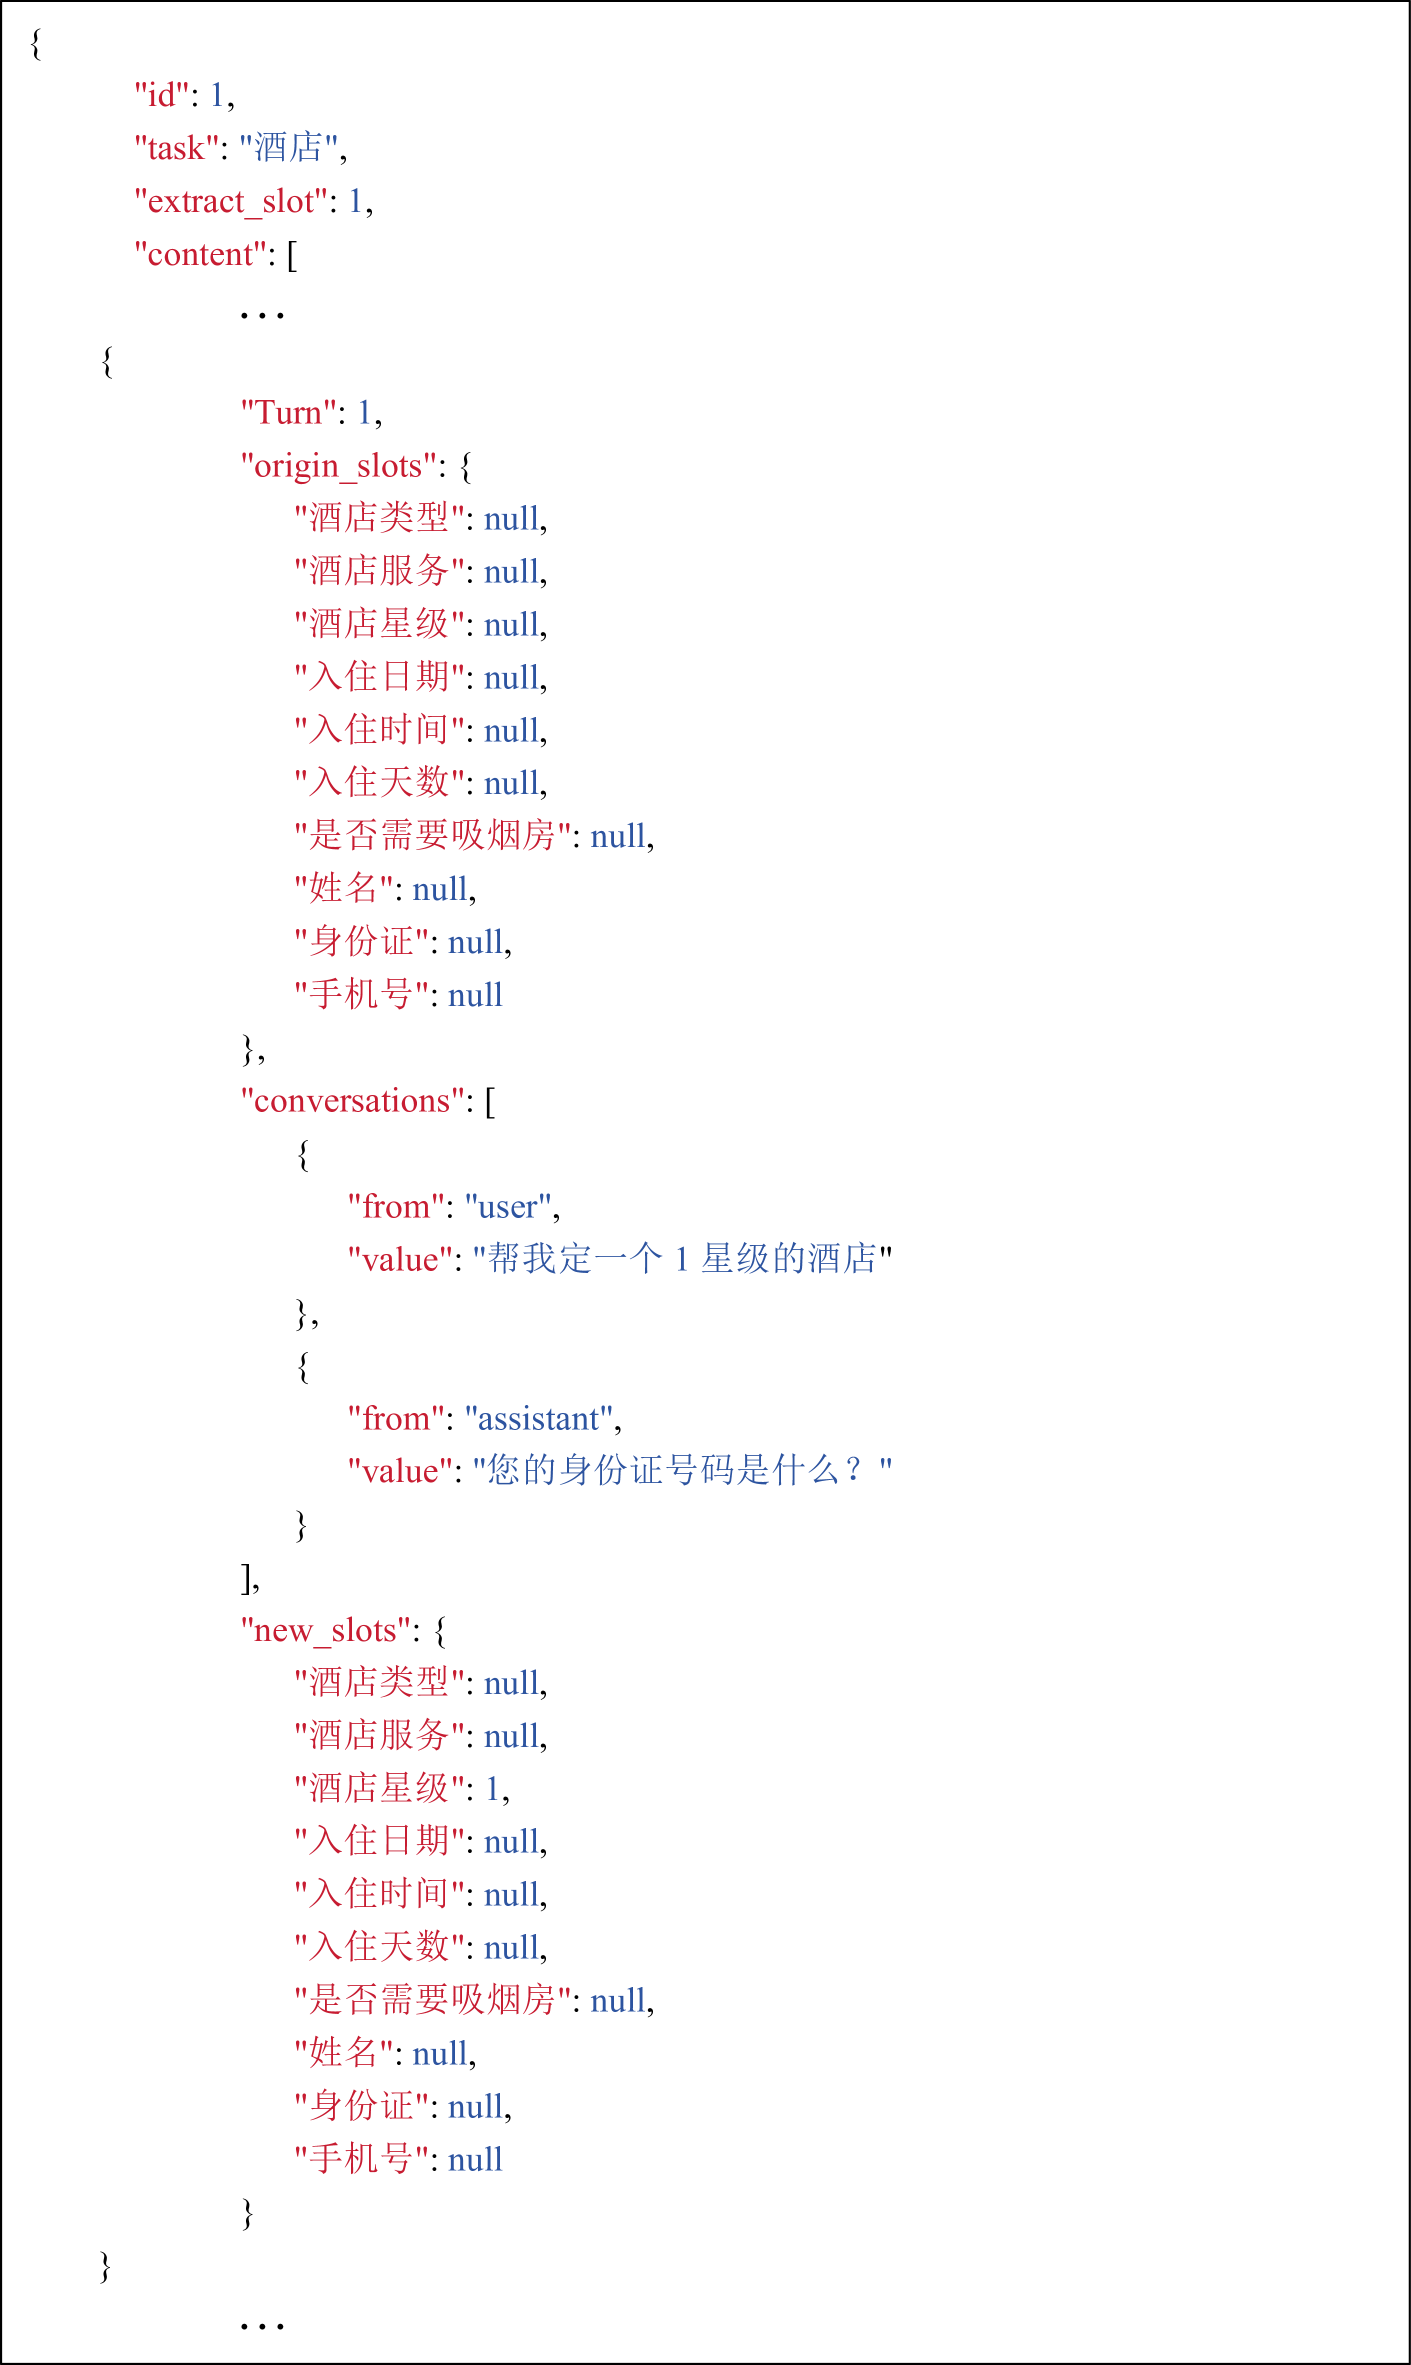 {
"id": 1,
"task": "酒店",
"extract_slot": 1,
"content": [
...
{
"Turn": 1,
"origin_slots": {
"酒店类型": null,
"酒店服务": null,
"酒店星级": null,
"入住日期": null,
"入住时间": null,
"入住天数": null,
"是否需要吸烟房": null,
"姓名": null,
"身份证": null,
"手机号": null
},
"conversations": [
{
"from": "user",
"value": "帮我定一个 1 星级的酒店"
},
{
"from": "assistant",
"value": "您的身份证号码是什么？"
}
],
"new_slots": {
"酒店类型": null,
"酒店服务": null,
"酒店星级": 1,
"入住日期": null,
"入住时间": null,
"入住天数": null,
"是否需要吸烟房": null,
"姓名": null,
"身份证": null,
"手机号": null
}
}
...